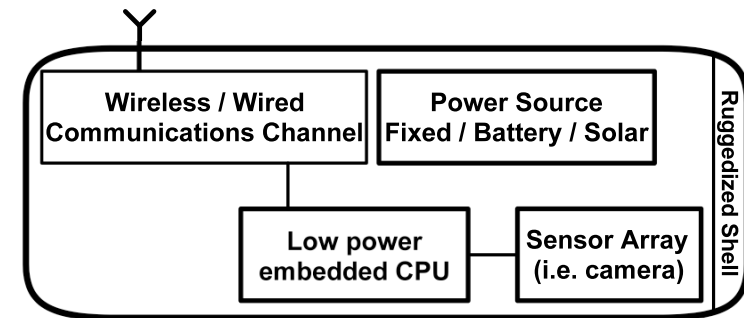 Wireless / Wired
Communications Channel
Power Source
Fixed / Battery / Solar
Ruggedized Shell
Low power
embedded CPU
Sensor Array
(i.e. camera)